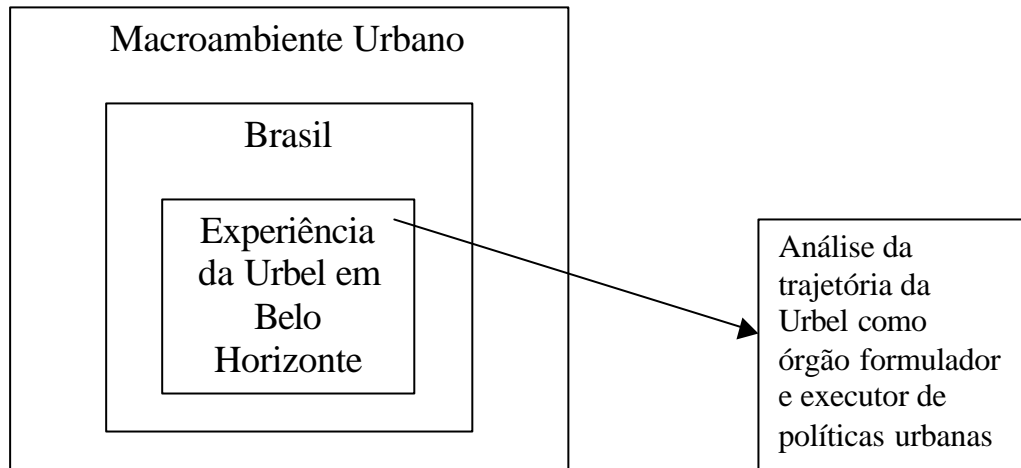 Macroambiente Urbano
Brasil
Experiência
da Urbel em
Belo
Horizonte
Análise da
trajetória da
Urbel como
órgão formulador
e executor de
políticas urbanas